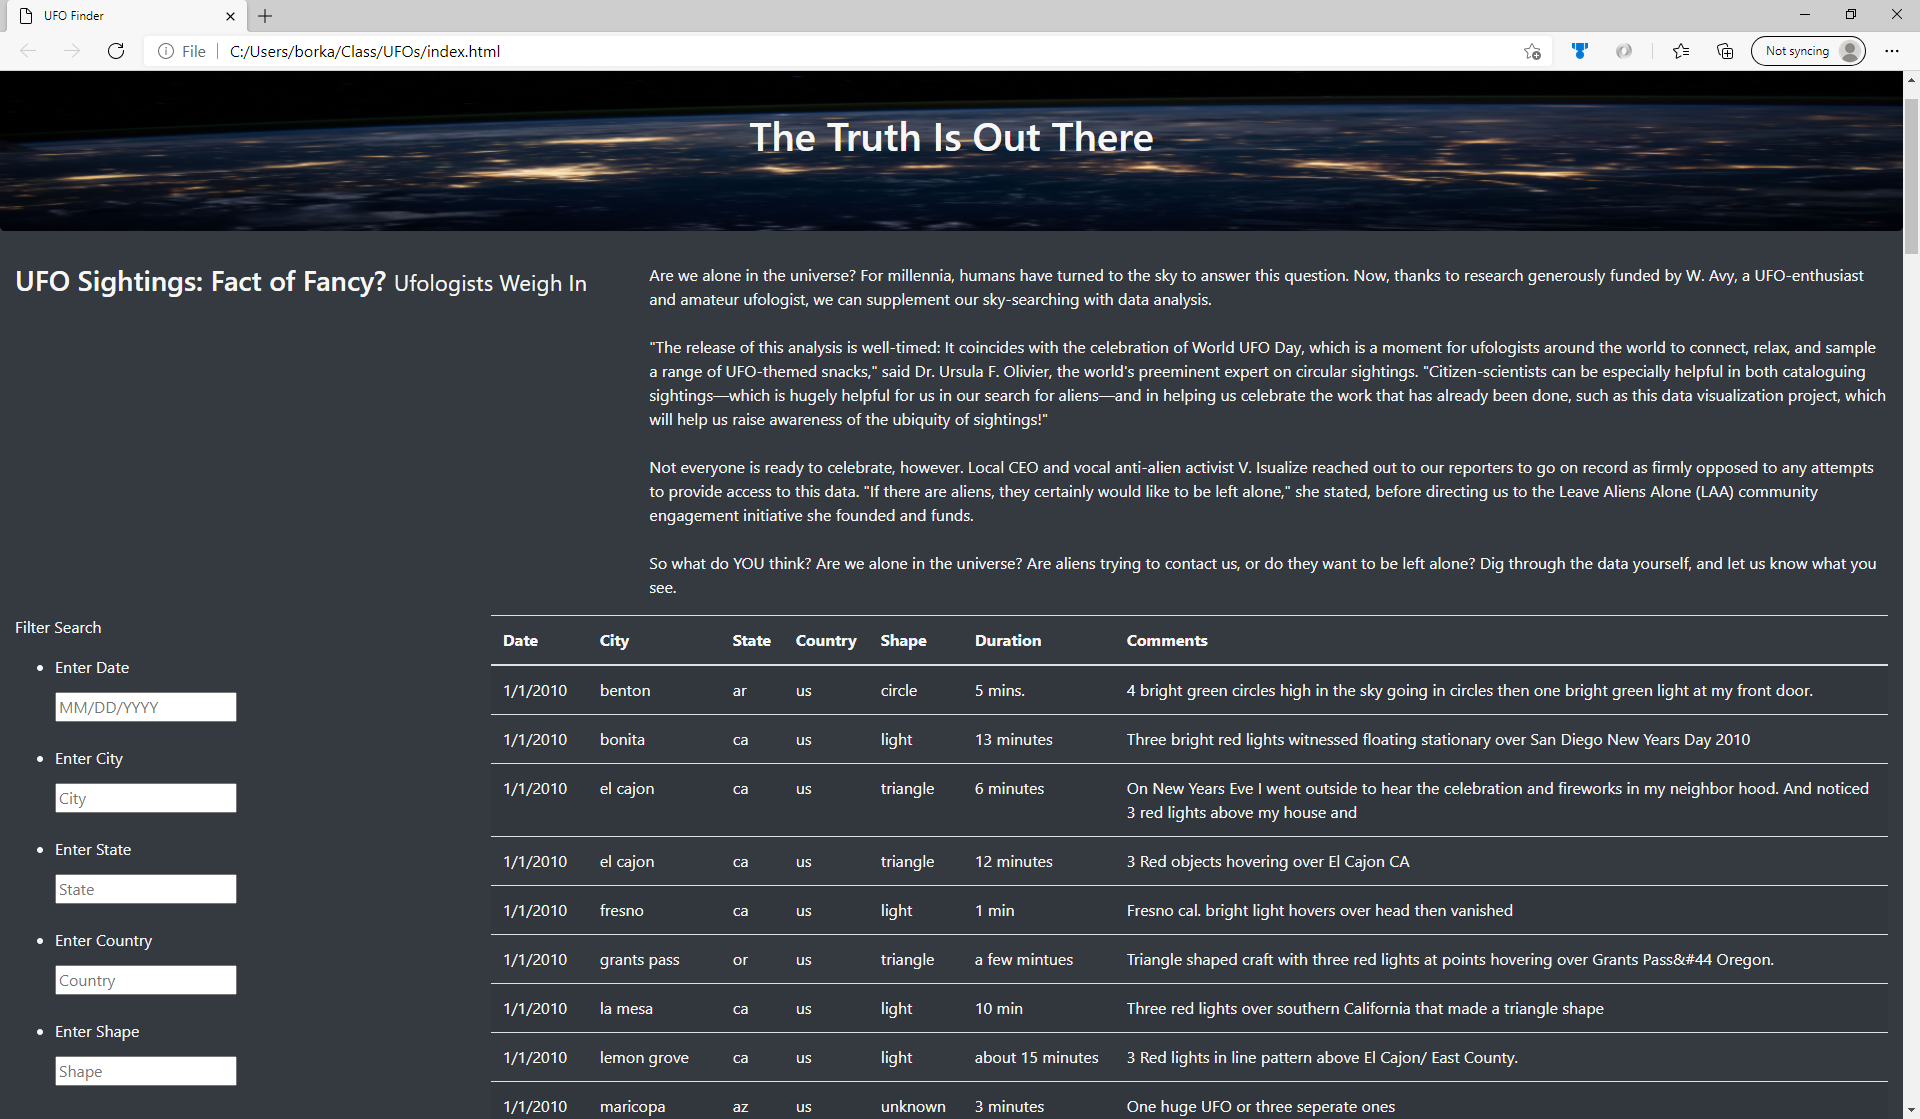 UFO Finder
File
C:/Users/borka/Class/UFOs/index.html
Not syncing
The Truth Is Out There
UFO Sightings: Fact of Fancy? Ufologists Weigh In
Are we alone in the universe? For millennia, humans have turned to the sky to answer this question. Now, thanks to research generously funded by W. Avy, a UFO-enthusiast
and amateur ufologist, we can supplement our sky-searching with data analysis.
"The release of this analysis is well-timed: It coincides with the celebration of World UFO Day, which is a moment for ufologists around the world to connect, relax, and sample
a range of UFO-themed snacks," said Dr. Ursula F. Olivier, the world's preeminent expert on circular sightings. "Citizen-scientists can be especially helpful in both cataloguing
sightings—which is hugely helpful for us in our search for aliens—and in helping us celebrate the work that has already been done, such as this data visualization project, which
will help us raise awareness of the ubiquity of sightings!"
Not everyone is ready to celebrate, however. Local CEO and vocal anti-alien activist V. Isualize reached out to our reporters to go on record as firmly opposed to any attempts
to provide access to this data. "If there are aliens, they certainly would like to be left alone," she stated, before directing us to the Leave Aliens Alone (LAA) community
engagement initiative she founded and funds.
So what do YOU think? Are we alone in the universe? Are aliens trying to contact us, or do they want to be left alone? Dig through the data yourself, and let us know what you
see.
Filter Search
Enter Date
MM/DD/YYYY
Enter City
City
Enter State
State
Enter Country
Country
Enter Shape
Shape
Date City State Country Shape Duration Comments
1/1/2010 benton ar us circle 5 mins. 4 bright green circles high in the sky going in circles then one bright green light at my front door.
1/1/2010 bonita ca us light 13 minutes Three bright red lights witnessed floating stationary over San Diego New Years Day 2010
1/1/2010 el cajon ca us triangle 6 minutes On New Years Eve I went outside to hear the celebration and fireworks in my neighbor hood. And noticed
3 red lights above my house and
1/1/2010 el cajon ca us triangle 12 minutes 3 Red objects hovering over El Cajon CA
1/1/2010 fresno ca us light 1 min Fresno cal. bright light hovers over head then vanished
1/1/2010 grants pass or us triangle a few mintues Triangle shaped craft with three red lights at points hovering over Grants Pass&#44 Oregon.
1/1/2010 la mesa ca us light 10 min Three red lights over southern California that made a triangle shape
1/1/2010 lemon grove ca us light about 15 minutes 3 Red lights in line pattern above El Cajon/ East County.
1/1/2010 maricopa az us unknown 3 minutes One huge UFO or three seperate ones